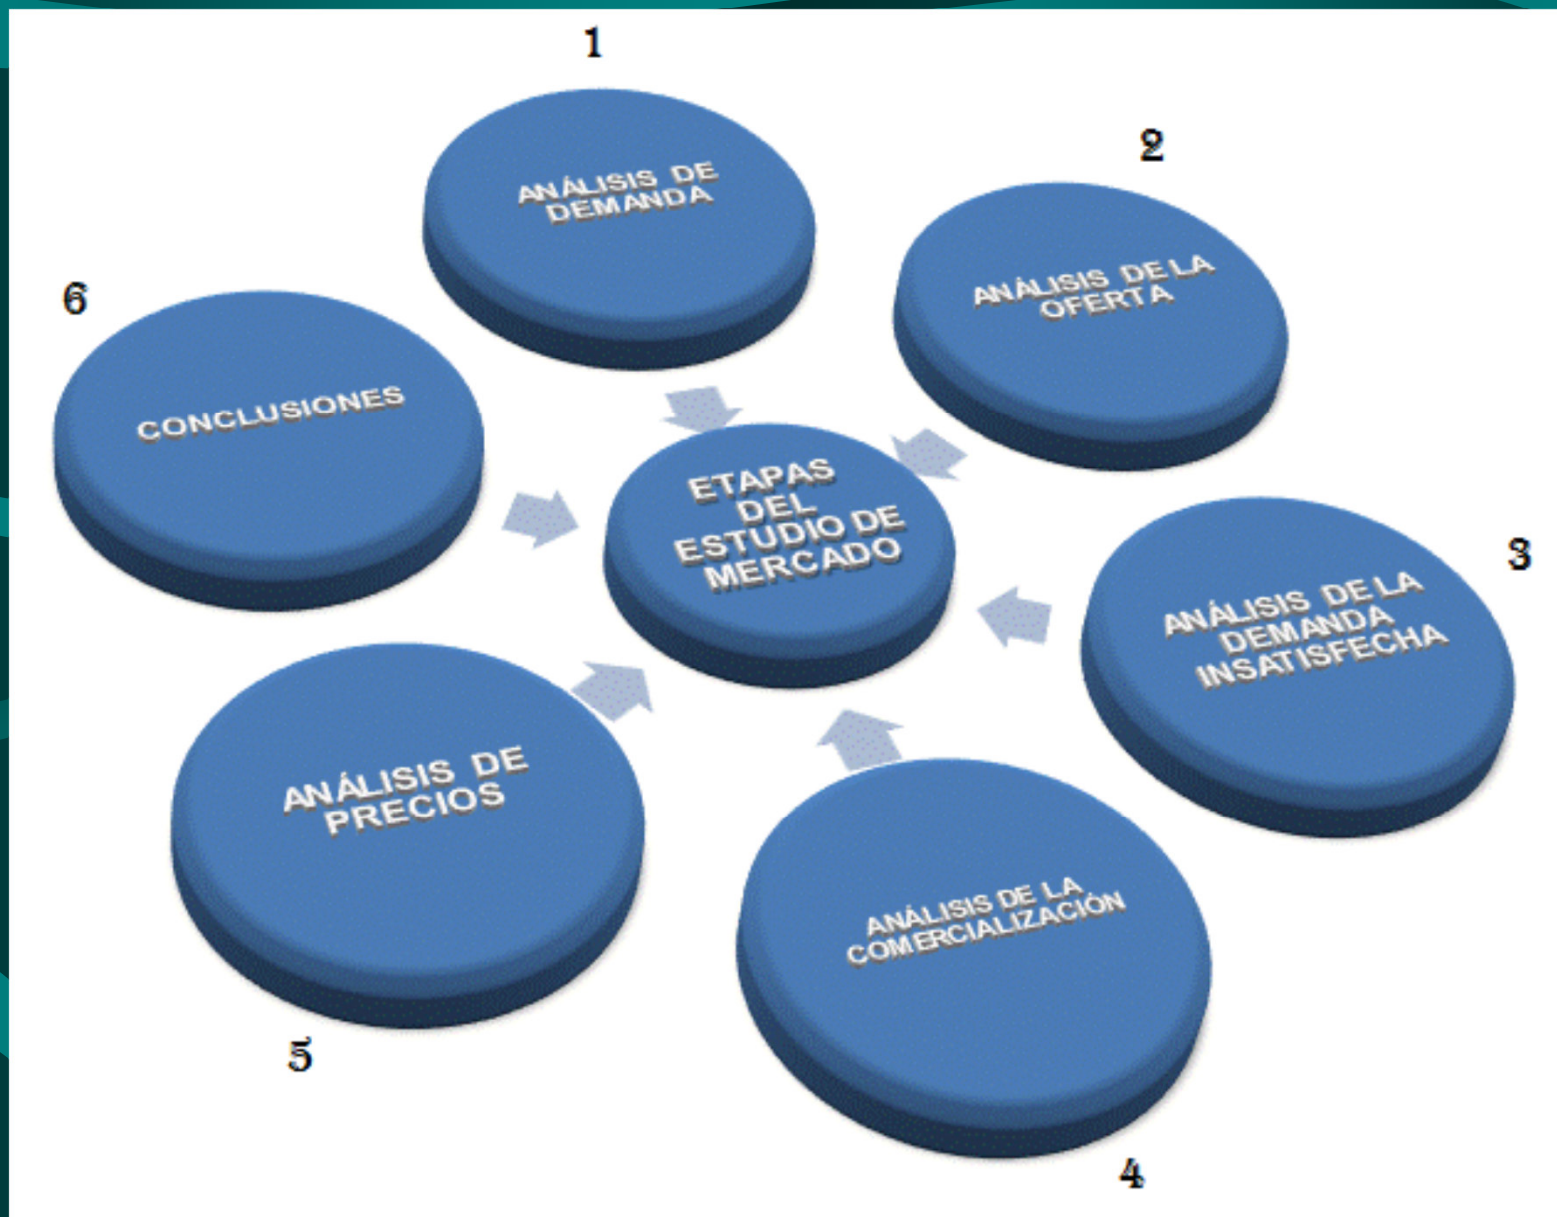 1
ANÁLISIS DE
DEMANDA
2
ANÁLISIS DE LA
OFERTA
3
ANÁLISIS DE LA
DEMANDA
INSATISFECHA
4
ANÁLISIS DE LA
COMERCIALIZACIÓN
5
ANÁLISIS DE
PRECIOS
6
CONCLUSIONES
ETAPAS
DEL
ESTUDIO DE
MERCADO